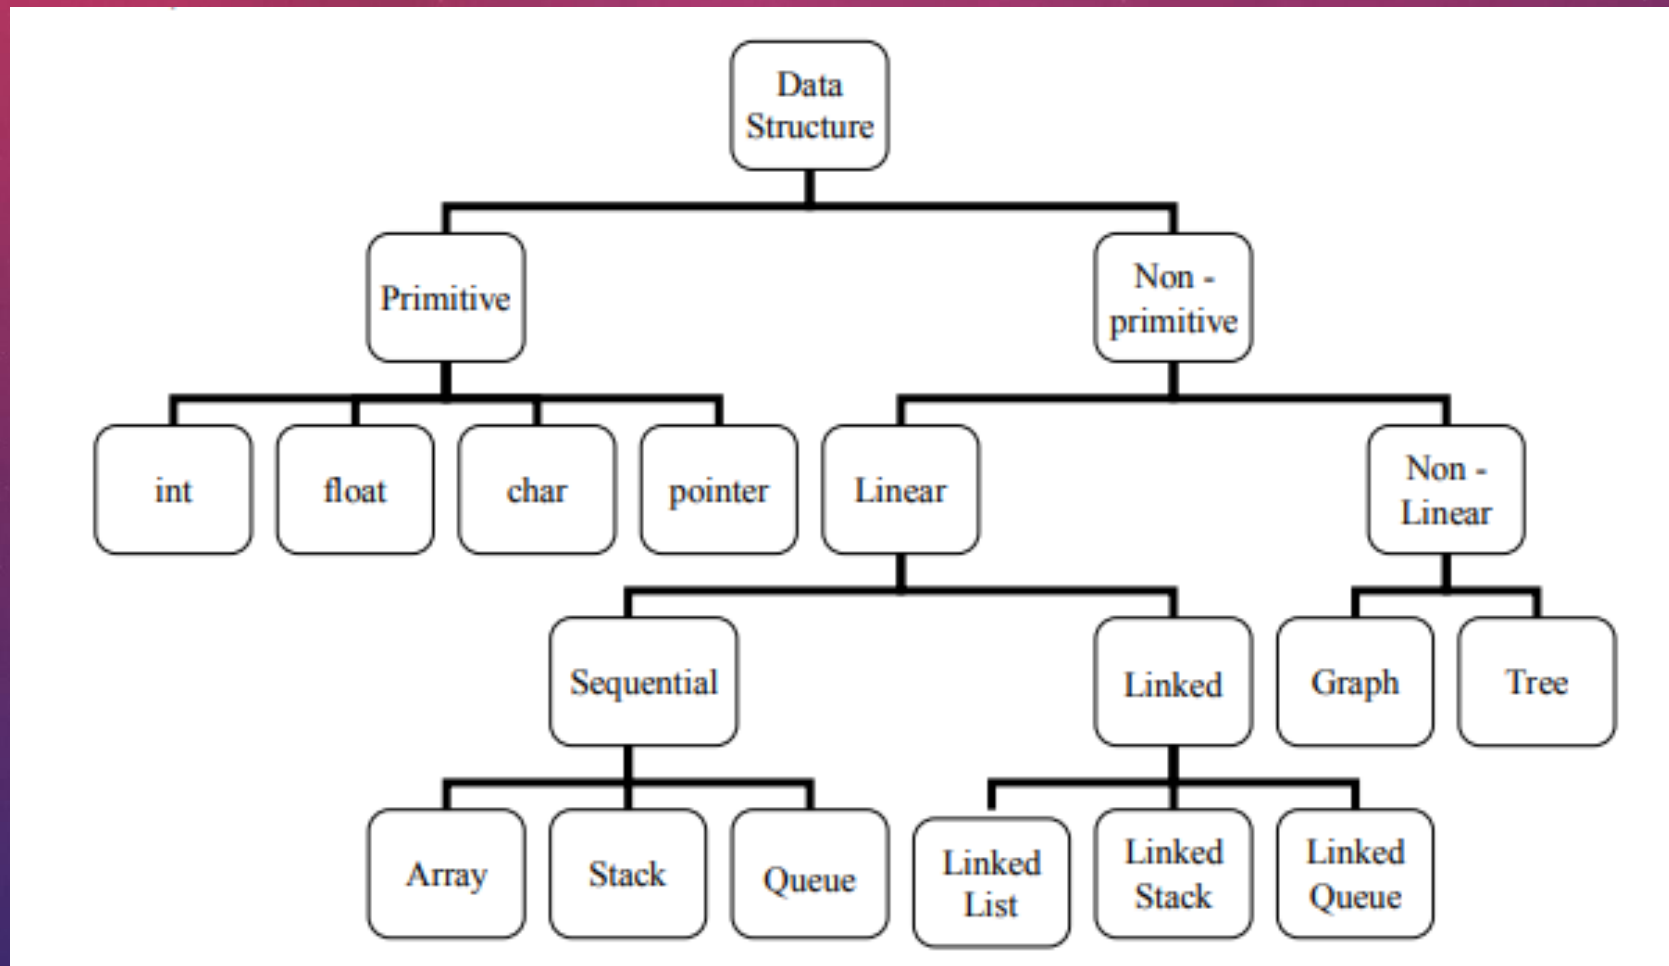 Data
Structure
Primitive
Non -
primitive
int
float
char
pointer
Linear
Non -
Linear
Sequential
Linked
Graph
Tree
Array
Stack
Queue
Linked
List
Linked
Stack
Linked
Queue